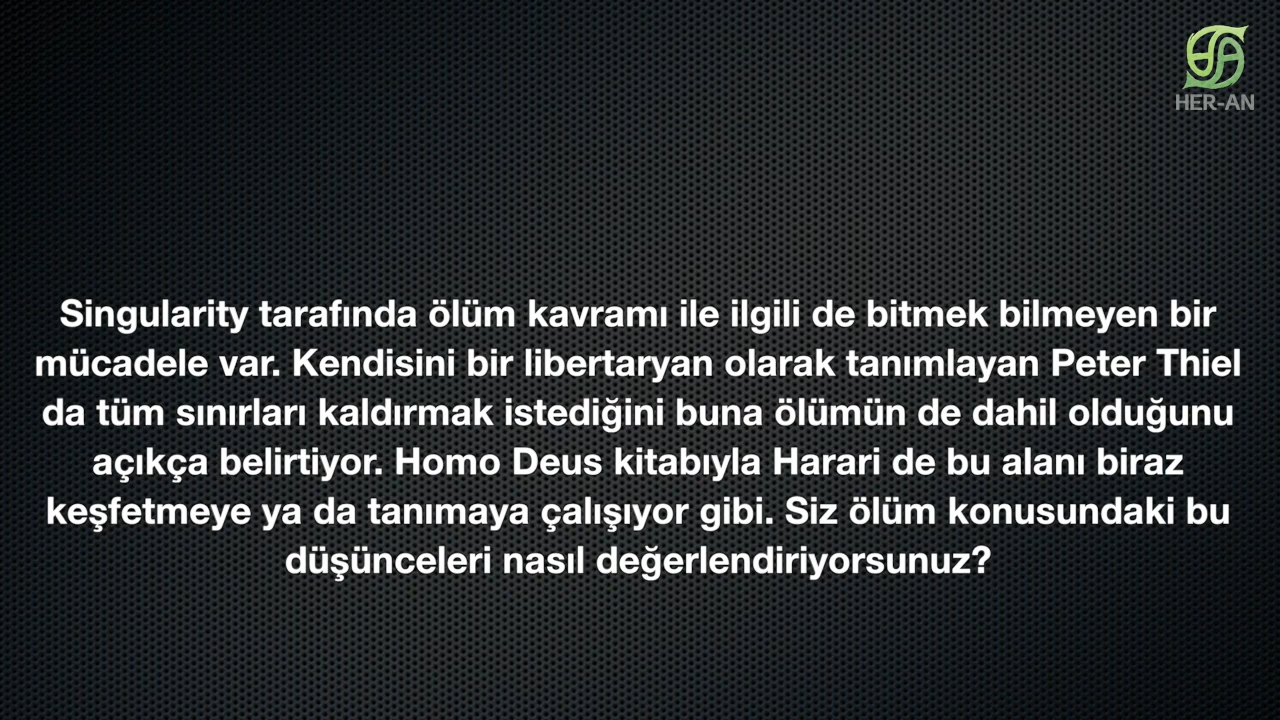 HER-AN
Singularity tarafında ölüm kavramı ile ilgili de bitmek bilmeyen bir
mücadele var. Kendisini bir libertaryan olarak tanımlayan Peter Thiel
da tüm sınırları kaldırmak istediğini buna ölümün de dahil olduğunu
açıkça belirtiyor. Homo Deus kitabıyla Harari de bu alanı biraz
keşfetmeye ya da tanımaya çalışıyor gibi. Siz ölüm konusundaki bu
düşünceleri nasıl değerlendiriyorsunuz?